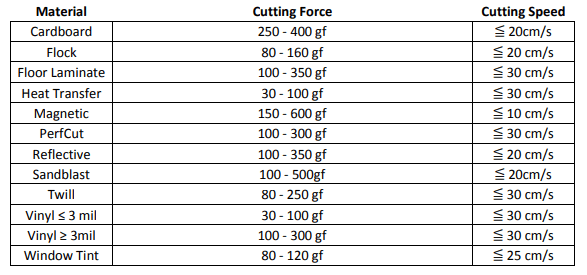 Material Cutting Force Cutting Speed
Cardboard 250 - 400 gf ≦ 20cm/s
Flock 80 - 160 gf ≦ 20 cm/s
Floor Laminate 100 - 350 gf ≦ 30 cm/s
Heat Transfer 30 - 100 gf ≦ 30 cm/s
Magnetic 150 - 600 gf ≦ 10 cm/s
PerfCut 100 - 300 gf ≦ 30 cm/s
Reflective 100 - 350 gf ≦ 20 cm/s
Sandblast 100 - 500gf ≦ 20cm/s
Twill 80 - 250 gf ≦ 30 cm/s
Vinyl ≤ 3 mil 30 - 100 gf ≦ 30 cm/s
Vinyl ≥ 3mil 100 - 300 gf ≦ 30 cm/s
Window Tint 80 - 120 gf ≦ 25 cm/s